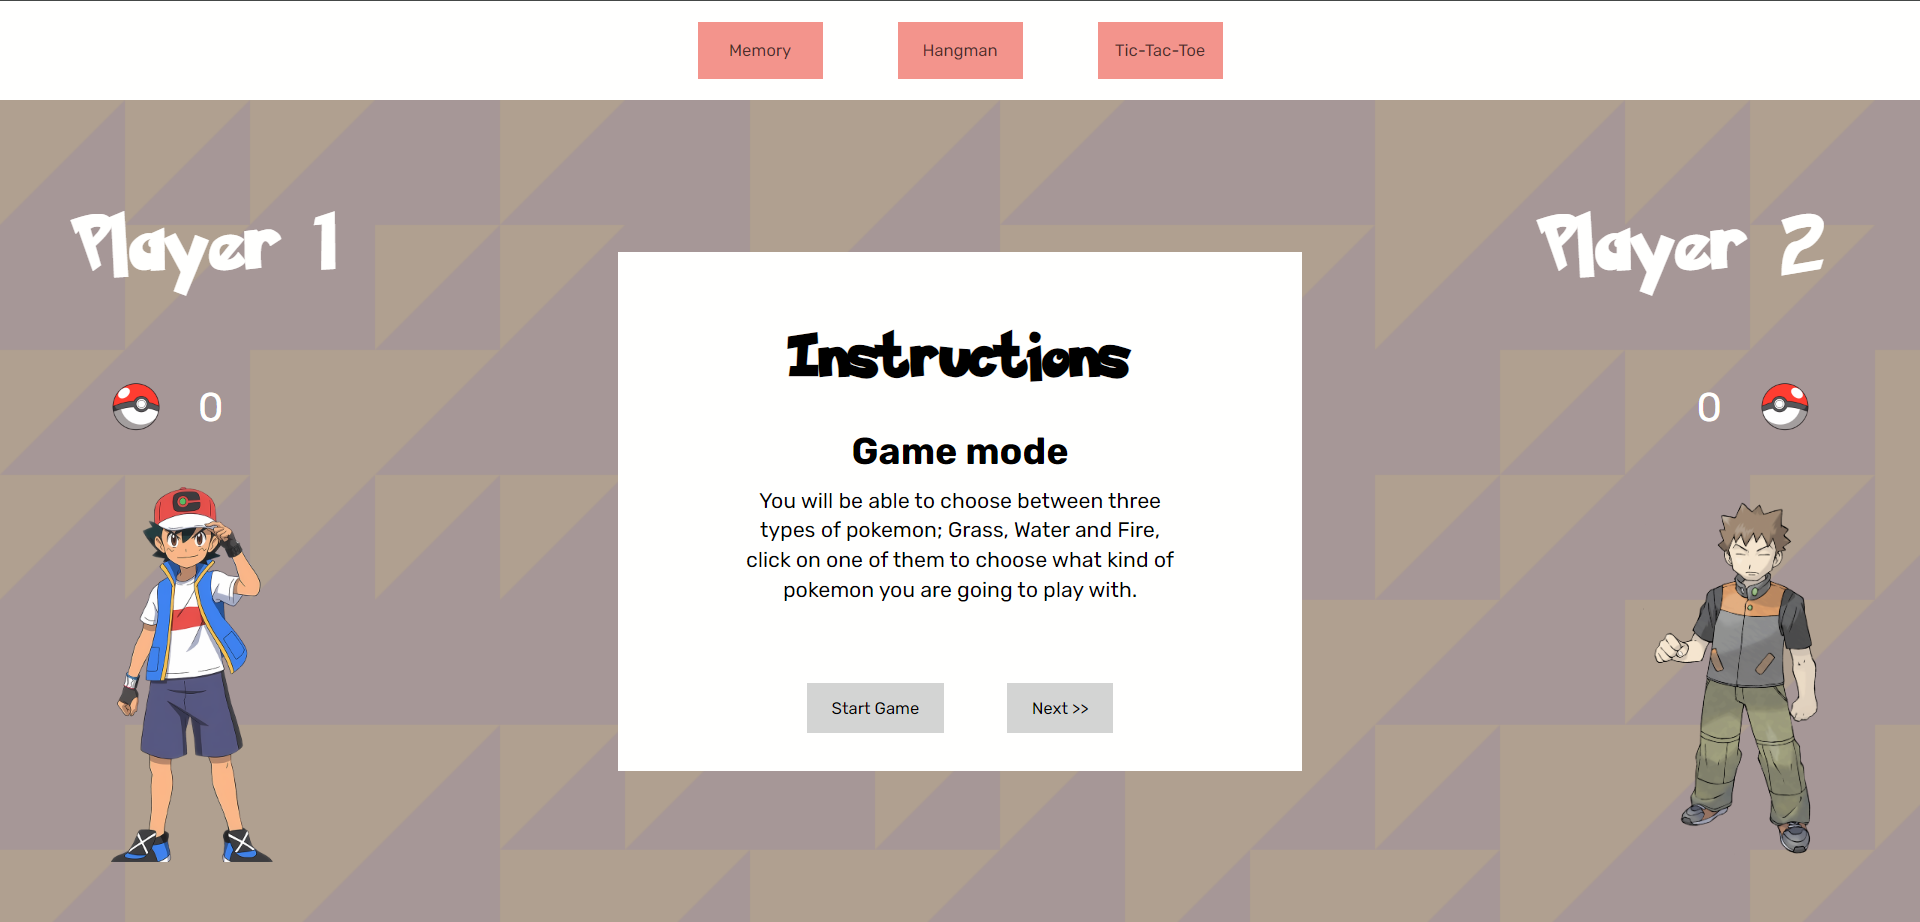 Memory
Hangman
Tic-Tac-Toe
Player 1
Player 2
0
0
Instructions
Game mode
You will be able to choose between three
types of pokemon; Grass, Water and Fire,
click on one of them to choose what kind of
pokemon you are going to play with.
Start Game
Next >>